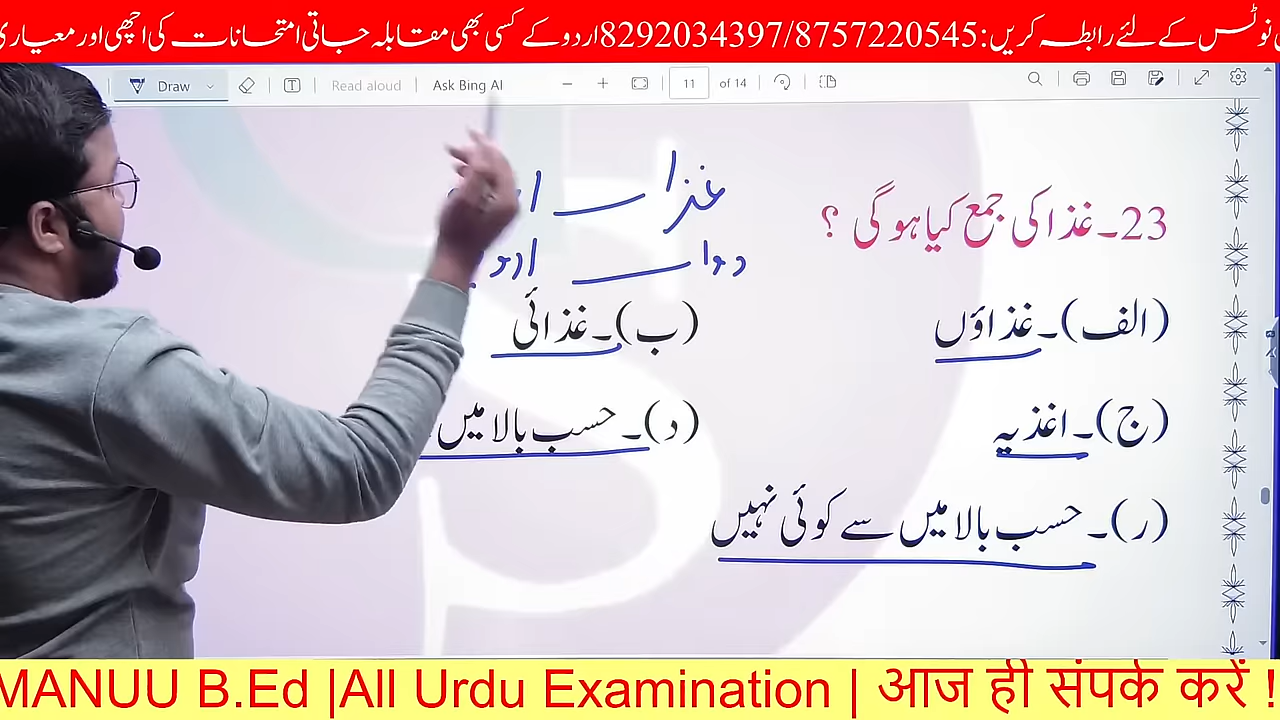 نوٹس کے لئے رابطہ کریں: 8292034397/8757220545 اردو کے کسی بھی مقابلہ جاتی امتحانات کی اچھی اور معیاری
Draw Read aloud Ask Bing AI 11 of 14
غذا
23۔ غذا کی جمع کیا ہوگی ؟
دوا
(الف)۔ غذاؤں (ب)۔ غذائی
(ج)۔ اغذیہ (د)۔ حسب بالا میں
(ر)۔ حسب بالا میں سے کوئی نہیں
MANUU B.Ed |All Urdu Examination | आज ही संपर्क करें !